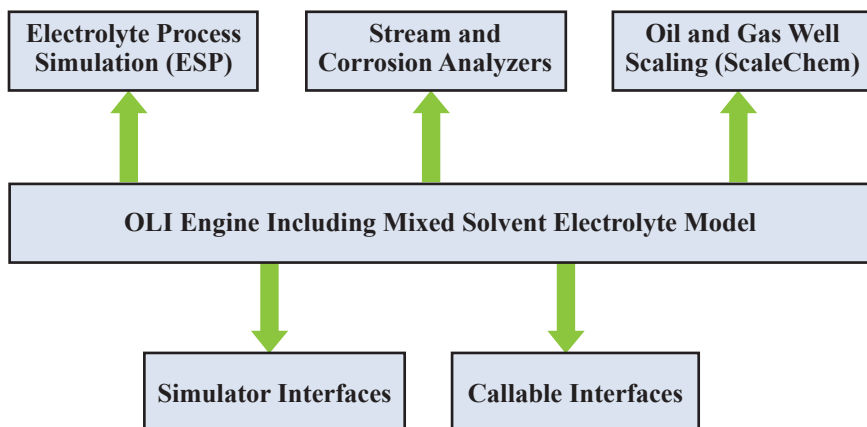 Electrolyte Process
Simulation (ESP)
Stream and
Corrosion Analyzers
Oil and Gas Well
Scaling (ScaleChem)
OLI Engine Including Mixed Solvent Electrolyte Model
Simulator Interfaces
Callable Interfaces